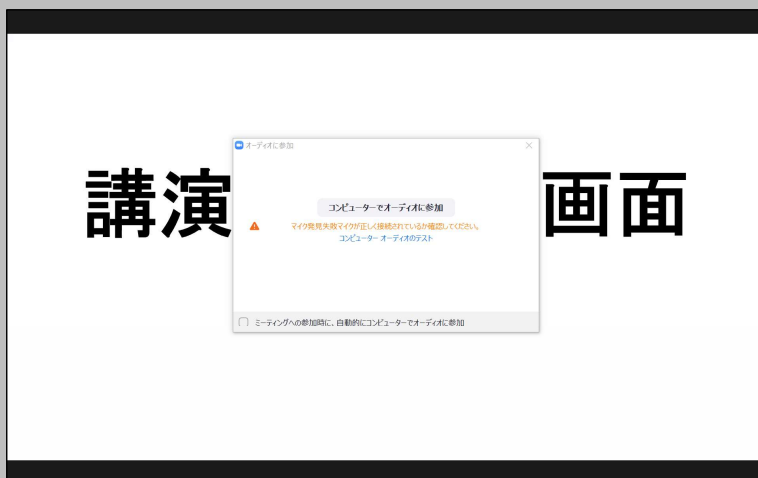 オーディオに参加
講演
画面
コンピューターでオーディオに参加
マイク発見失敗マイクが正しく接続されているか確認してください。
コンピューター オーディオのテスト
ミーティングへの参加時に、自動的にコンピューターでオーディオに参加